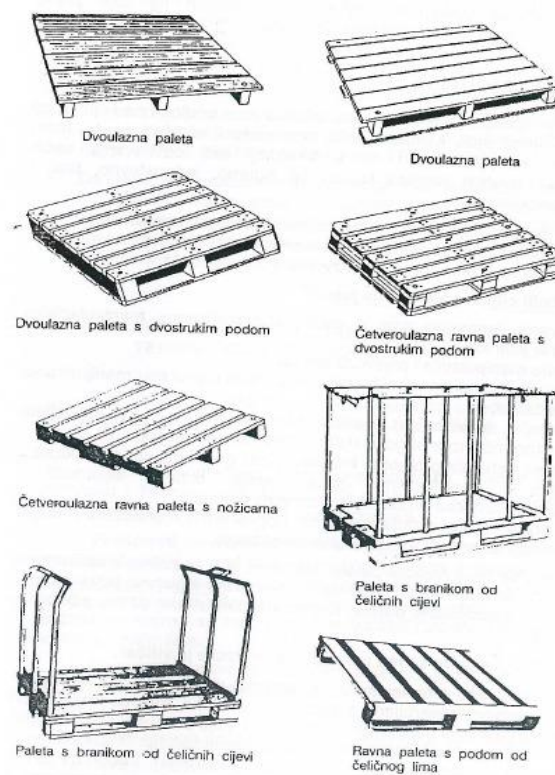 Dvoulazna paleta
Dvoulazna paleta
Dvoulazna paleta s dvostrukim podom
Četveroulazna ravna paleta s
dvostrukim podom
Četveroulazna ravna paleta s nožicama
Paleta s branikom od
čeličnih cijevi
Paleta s branikom od čeličnih cijevi
Ravna paleta s podom od
čeličnog lima